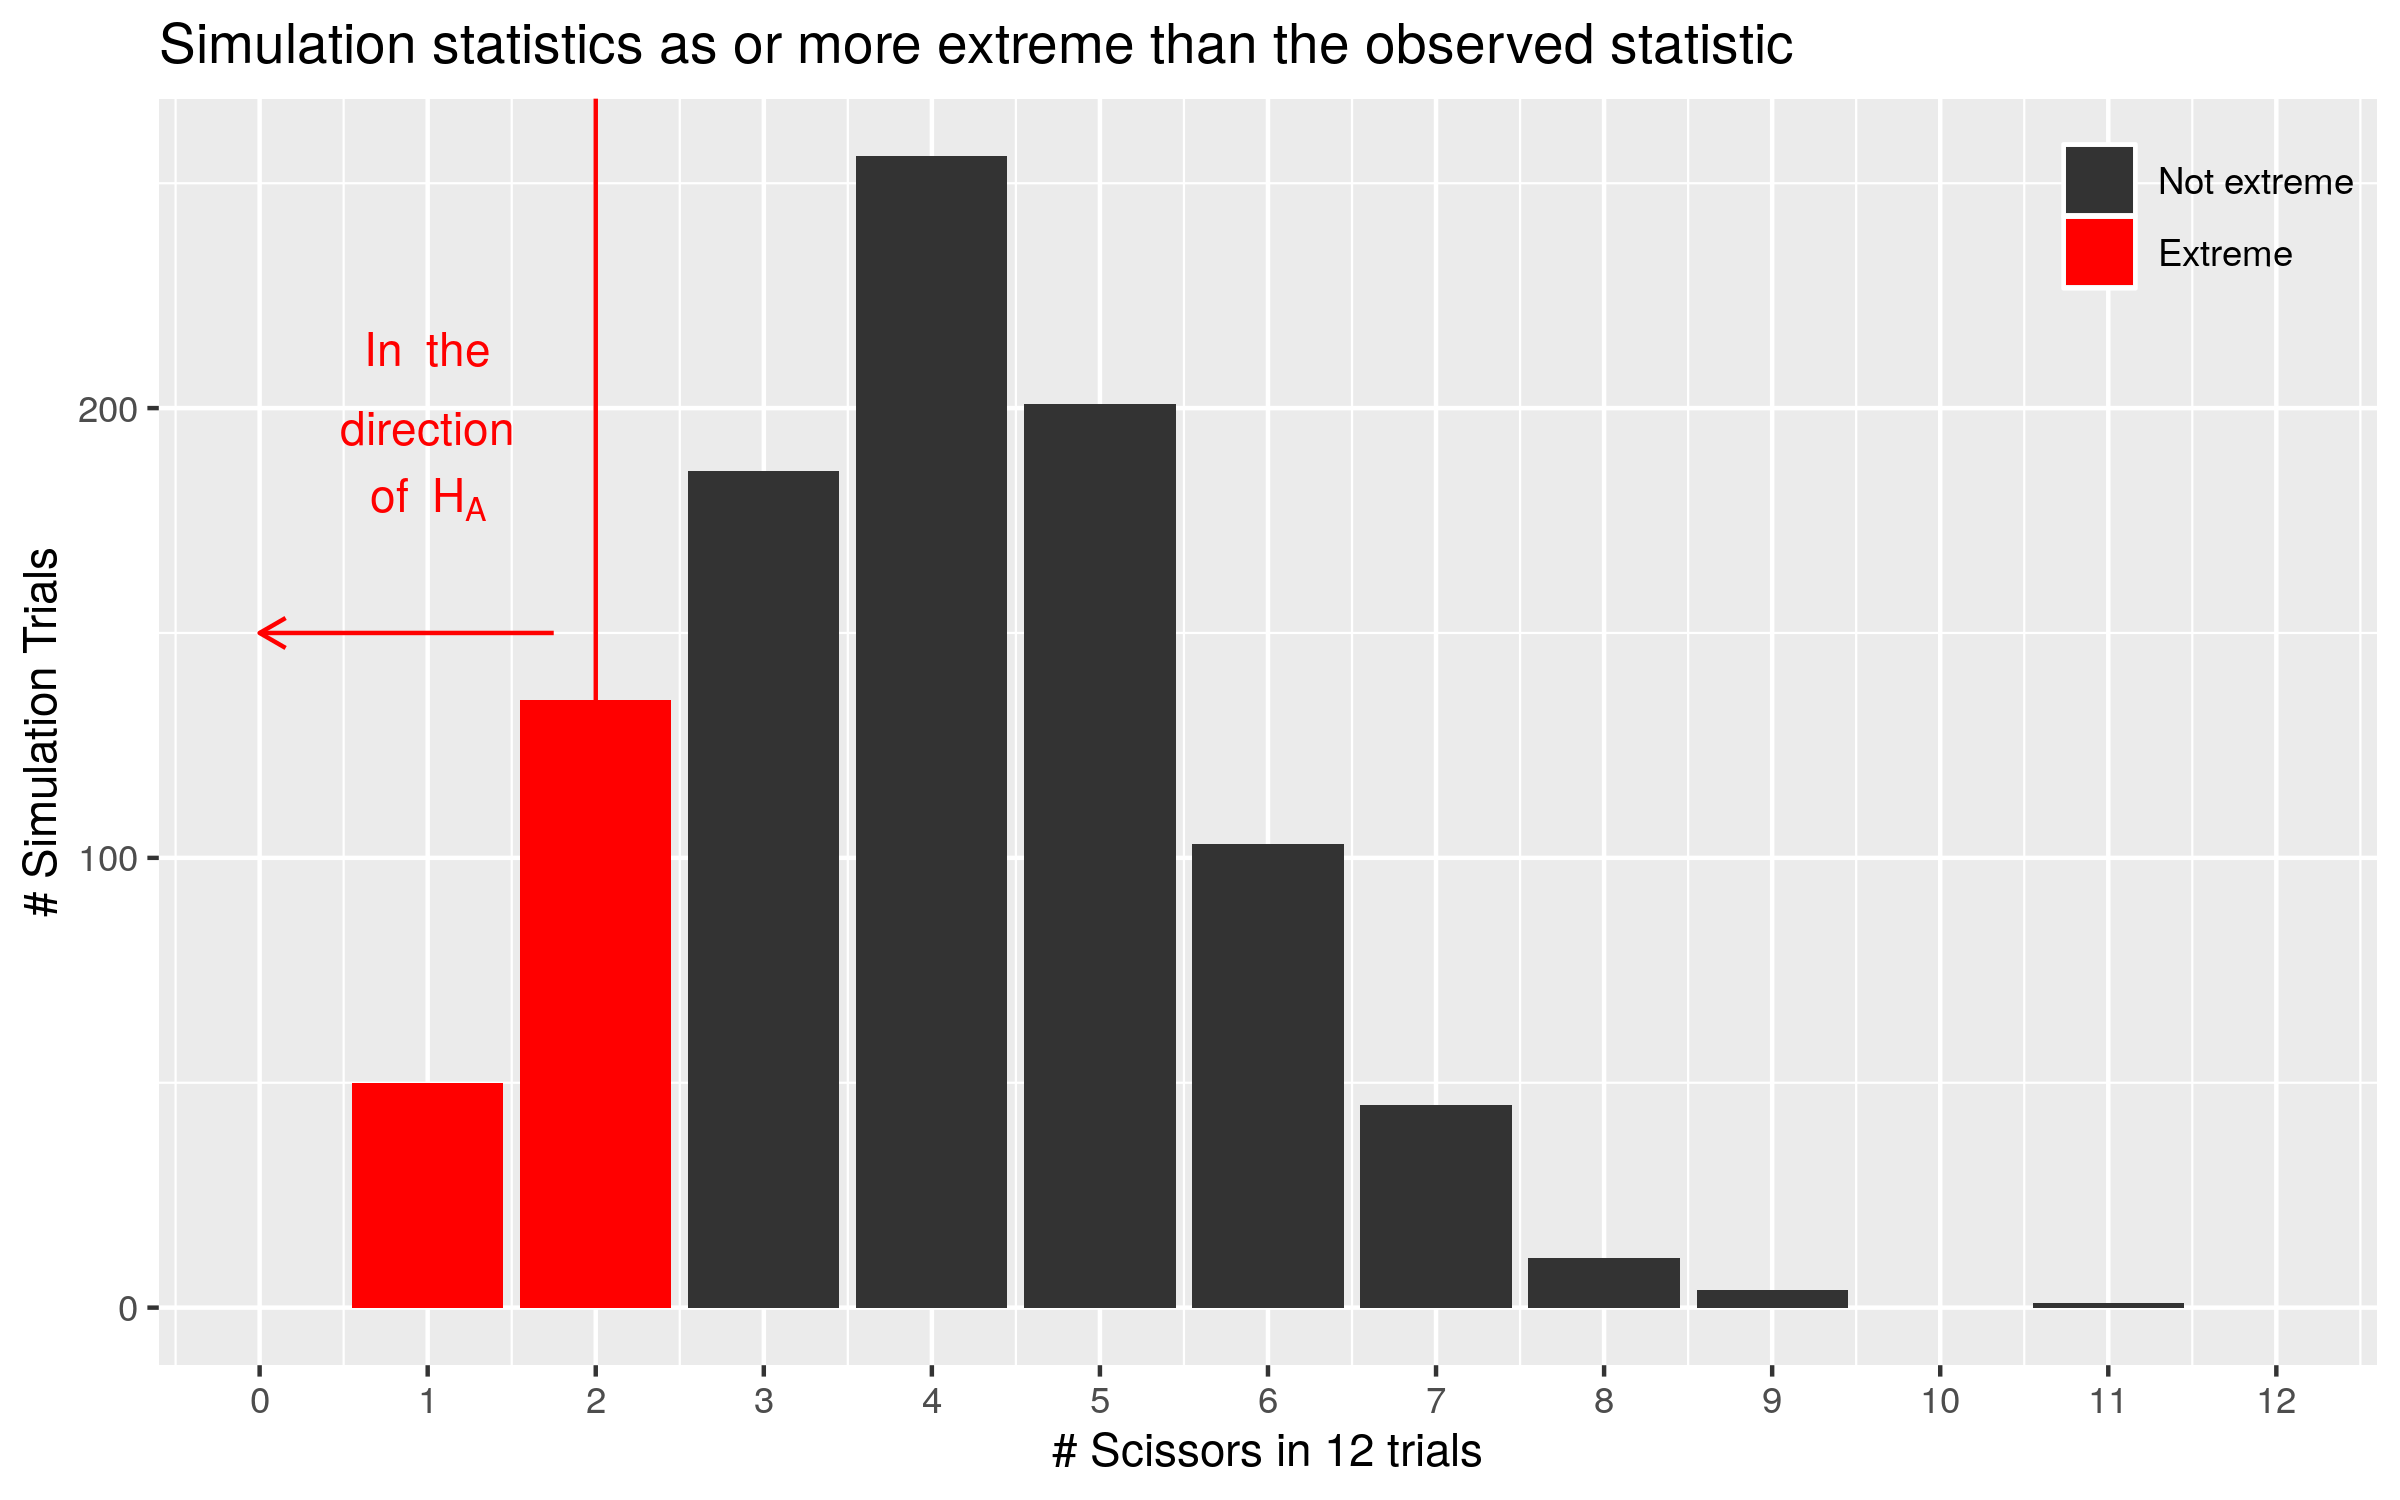 Simulation statistics as or more extreme than the observed statistic
Not extreme
Extreme
In the
direction
of H_A
# Simulation Trials
200
100
0
0 1 2 3 4 5 6 7 8 9 10 11 12
# Scissors in 12 trials